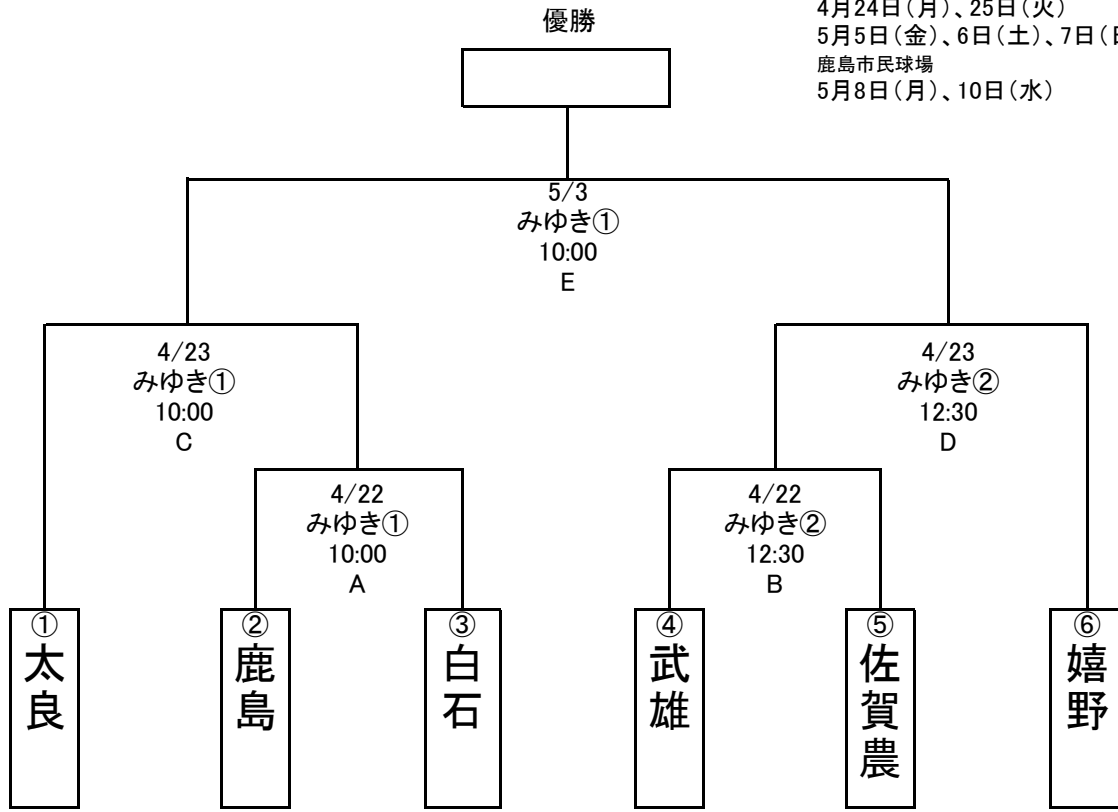 優勝
4月24日(月)、25日(火)
5月5日(金)、6日(土)、7日(
鹿島市民球場
5月8日(月)、10日(水)
5/3
みゆき①
10:00
E
4/23
みゆき①
10:00
C
4/23
みゆき②
12:30
D
4/22
みゆき①
10:00
A
4/22
みゆき②
12:30
B
①
太良
②
鹿島
③
白石
④
武雄
⑤
佐賀農
⑥
嬉野